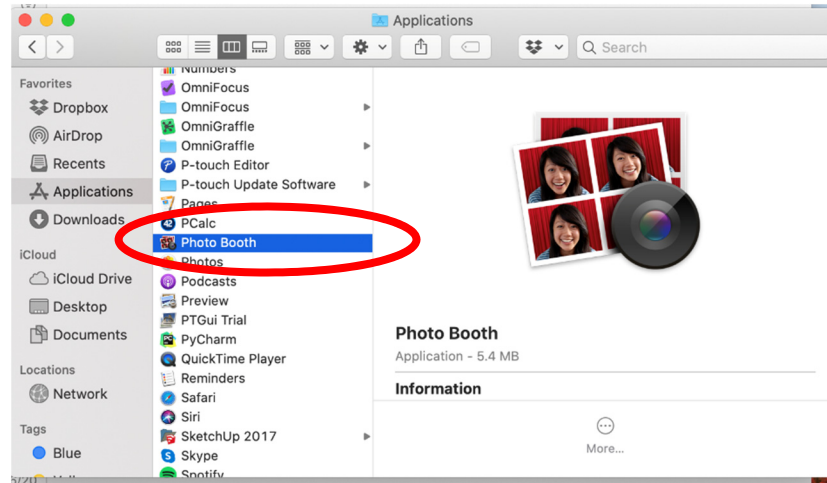 Applications
Search
Favorites
Dropbox
AirDrop
Recents
Applications
Downloads
iCloud
iCloud Drive
Desktop
Documents
Locations
Network
Tags
Blue
Numbers
OmniFocus
OmniFocus
OmniGraffle
OmniGraffle
P-touch Editor
P-touch Update Software
Pages
PCalc
Photo Booth
Photos
Podcasts
Preview
PTGui Trial
PyCharm
QuickTime Player
Reminders
Safari
Siri
SketchUp 2017
Skype
Spotify
Photo Booth
Application - 5.4 MB
Information
More...